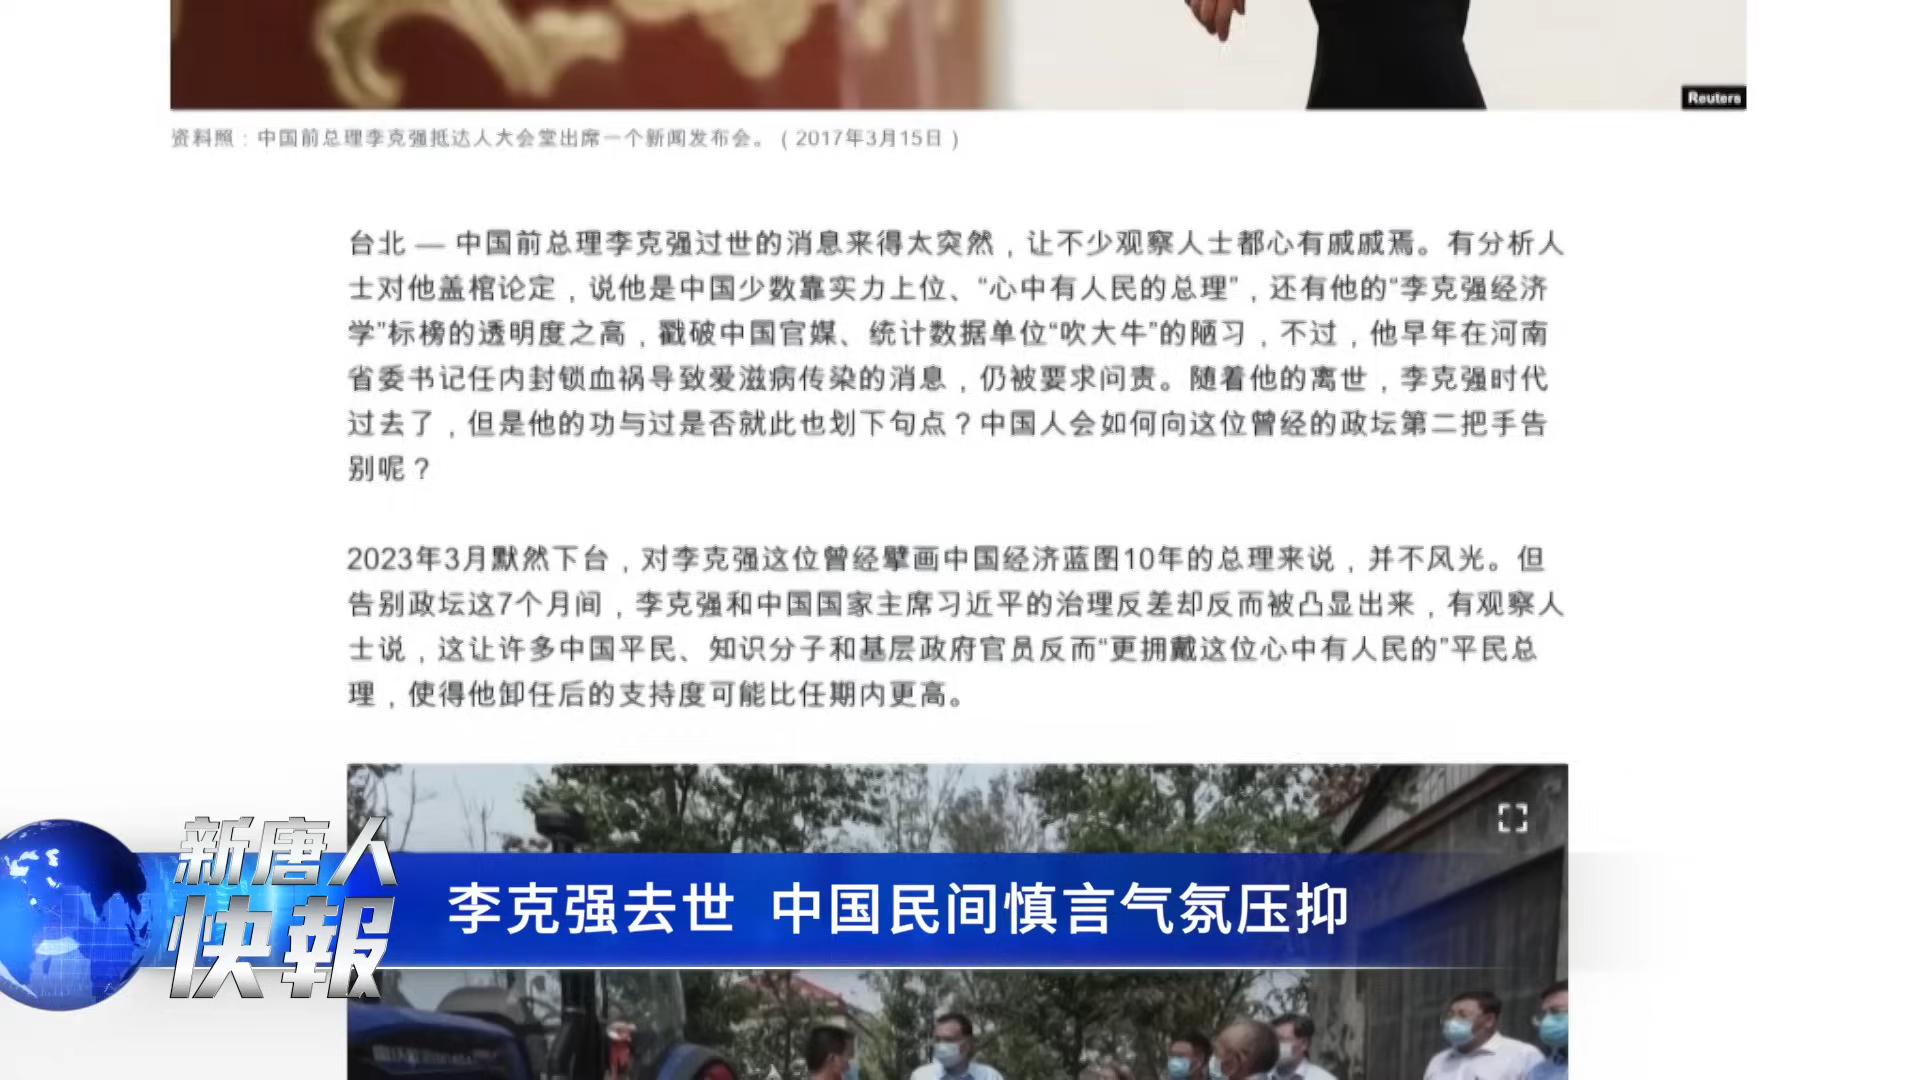 Reuters
资料照：中国前总理李克强抵达人大会堂出席一个新闻发布会。（2017年3月15日）
台北 — 中国前总理李克强过世的消息来得太突然，让不少观察人士都心有戚戚焉。有分析人
士对他盖棺论定，说他是中国少数靠实力上位、“心中有人民的总理”，还有他的“李克强经济
学”标榜的透明度之高，戳破中国官媒、统计数据单位“吹大牛”的陋习，不过，他早年在河南
省委书记任内封锁血祸导致爱滋病传染的消息，仍被要求问责。随着他的离世，李克强时代
过去了，但是他的功与过是否就此也划下句点？中国人会如何向这位曾经的政坛第二把手告
别呢？
2023年3月默然下台，对李克强这位曾经擘画中国经济蓝图10年的总理来说，并不风光。但
告别政坛这7个月间，李克强和中国国家主席习近平的治理反差却反而被凸显出来，有观察人
士说，这让许多中国平民、知识分子和基层政府官员反而“更拥戴这位心中有人民的”平民总
理，使得他卸任后的支持度可能比任期内更高。
新唐人
快報
李克强去世 中国民间慎言气氛压抑